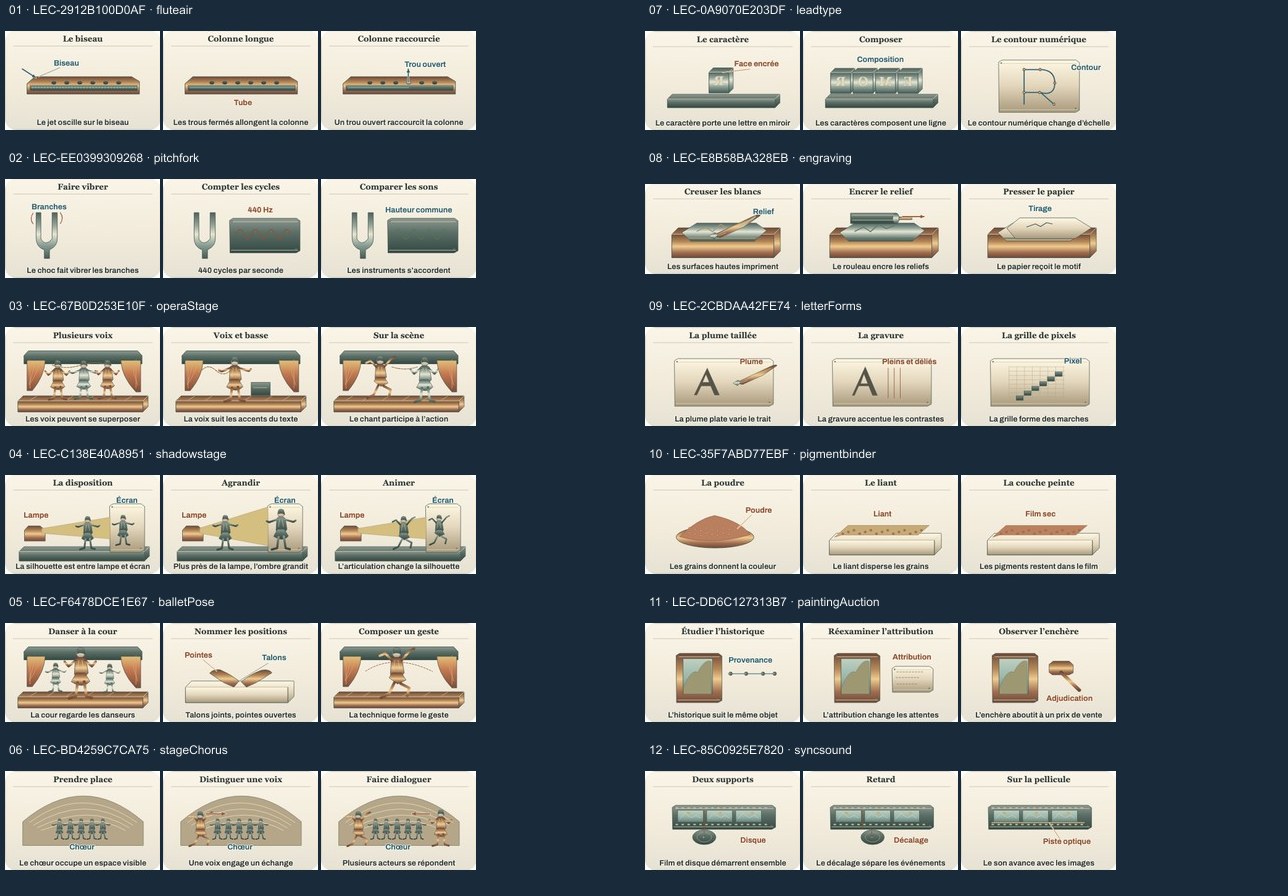 01 · LEC-2912B100D0AF · fluteair
Le biseau
Colonne longue
Colonne raccourcie
Biseau
Tube
Trou ouvert
Le jet oscille sur le biseau
Les trous fermés allongent la colonne
Un trou ouvert raccourcit la colonne
02 · LEC-EE0399309268 · pitchfork
Faire vibrer
Compter les cycles
Comparer les sons
Branches
440 Hz
Hauteur commune
Le choc fait vibrer les branches
440 cycles par seconde
Les instruments s'accordent
03 · LEC-67B0D253E10F · operaStage
Plusieurs voix
Voix et basse
Sur la scène
Les voix peuvent se superposer
La voix suit les accents du texte
Le chant participe à l'action
04 · LEC-C138E40A8951 · shadowstage
La disposition
Agrandir
Animer
Lampe
Écran
Lampe
Écran
Lampe
Écran
La silhouette est entre lampe et écran
Plus près de la lampe, l'ombre grandit
L'articulation change la silhouette
05 · LEC-F6478DCE1E67 · balletPose
Danser à la cour
Nommer les positions
Composer un geste
Pointes
Talons
La cour regarde les danseurs
Talons joints, pointes ouvertes
La technique forme le geste
06 · LEC-BD4259C7CA75 · stageChorus
Prendre place
Distinguer une voix
Faire dialoguer
Chœur
Chœur
Chœur
Le chœur occupe un espace visible
Une voix engage un échange
Plusieurs acteurs se répondent
07 · LEC-0A9070E203DF · leadtype
Le caractère
Composer
Le contour numérique
Face encrée
Composition
Contour
R
Le caractère porte une lettre en miroir
Les caractères composent une ligne
Le contour numérique change d'échelle
08 · LEC-E8B58BA328EB · engraving
Creuser les blancs
Encrer le relief
Presser le papier
Relief
Tirage
Les surfaces hautes impriment
Le rouleau encre les reliefs
Le papier reçoit le motif
09 · LEC-2CBDAA42FE74 · letterForms
La plume taillée
La gravure
La grille de pixels
Plume
A
Pleins et déliés
A
Pixel
La plume plate varie le trait
La gravure accentue les contrastes
La grille forme des marches
10 · LEC-35F7ABD77EBF · pigmentbinder
La poudre
Le liant
La couche peinte
Poudre
Liant
Film sec
Les grains donnent la couleur
Le liant disperse les grains
Les pigments restent dans le film
11 · LEC-DD6C127313B7 · paintingAuction
Étudier l'historique
Réexaminer l'attribution
Observer l'enchère
Provenance
Attribution
Adjudication
L'historique suit le même objet
L'attribution change les attentes
L'enchère aboutit à un prix de vente
12 · LEC-85C0925E7820 · syncsound
Deux supports
Retard
Sur la pellicule
Disque
Décalage
Piste optique
Film et disque démarrent ensemble
Le décalage sépare les événements
Le son avance avec les images